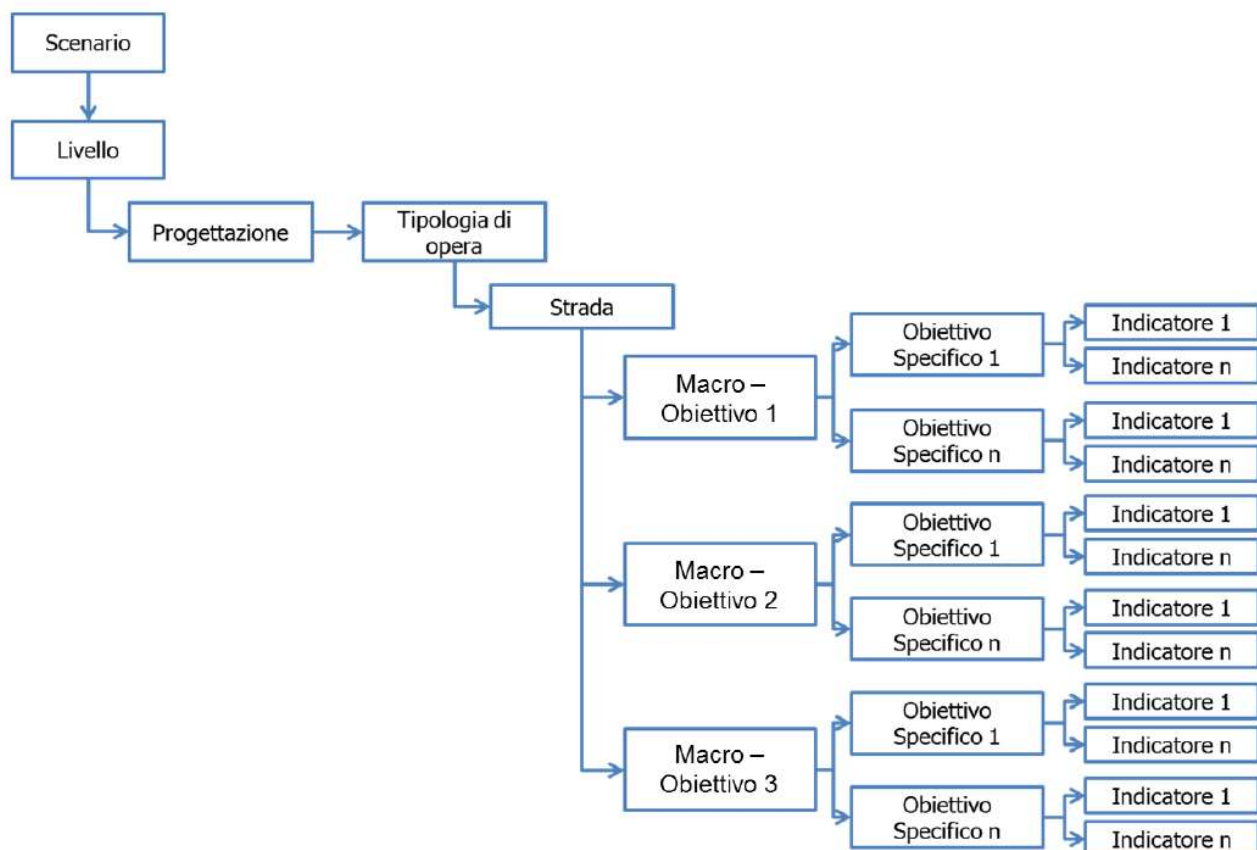 Scenario
Livello
Progettazione
Tipologia di
opera
Strada
Macro –
Obiettivo 1
Obiettivo
Specifico 1
Indicatore 1
Indicatore n
Obiettivo
Specifico n
Indicatore 1
Indicatore n
Macro –
Obiettivo 2
Obiettivo
Specifico 1
Indicatore 1
Indicatore n
Obiettivo
Specifico n
Indicatore 1
Indicatore n
Macro –
Obiettivo 3
Obiettivo
Specifico 1
Indicatore 1
Indicatore n
Obiettivo
Specifico n
Indicatore 1
Indicatore n